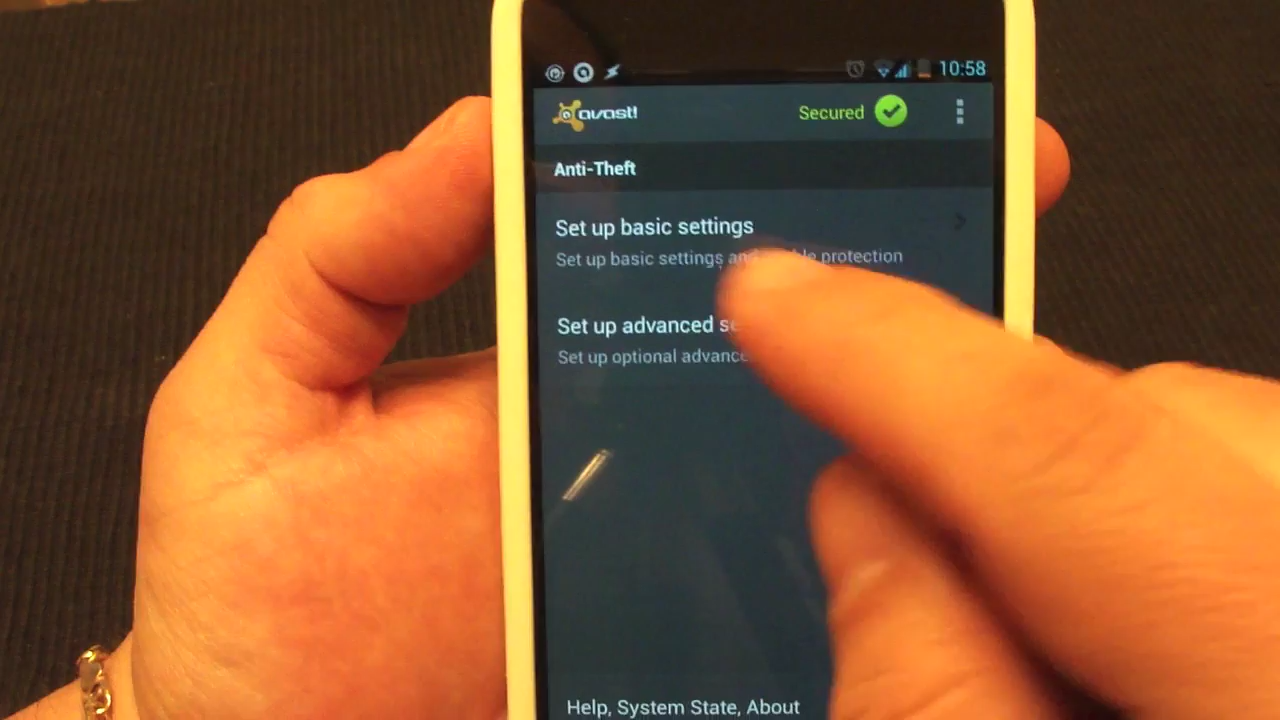 10:58
avast! Secured
Anti-Theft
Set up basic settings
Set up basic settings protection
Set up advanced
Set up optional
Help, System State, About